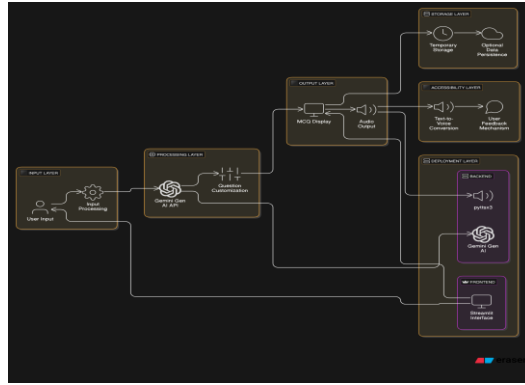 STORAGE LAYER
Temporary
Storage
Optional
Data
Persistence
OUTPUT LAYER
MCQ Display
Audio
Output
ACCESSIBILITY LAYER
Text-to-
Voice
Conversion
User
Feedback
Mechanism
PROCESSING LAYER
Gemini Gen
AI API
Question
Customization
INPUT LAYER
User Input
Input
Processing
DEPLOYMENT LAYER
BACKEND
pyttsx3
Gemini Gen
AI
FRONTEND
Streamlit
Interface
eraser